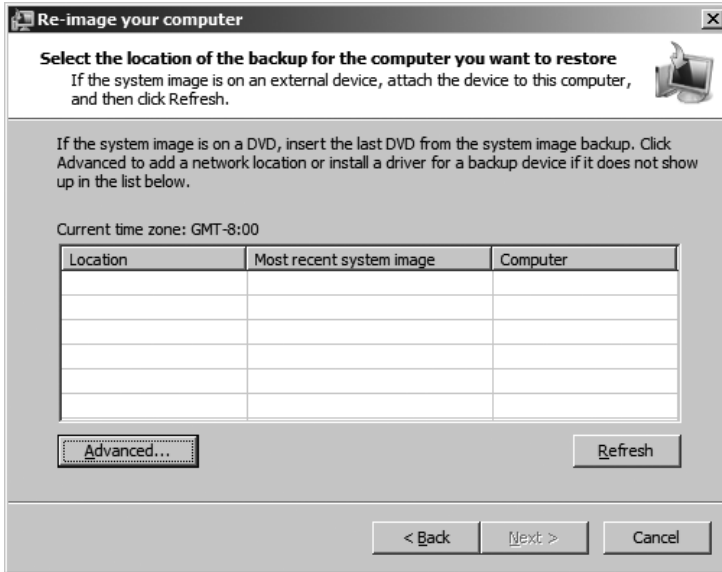 Re-image your computer
Select the location of the backup for the computer you want to restore
If the system image is on an external device, attach the device to this computer,
and then click Refresh.
If the system image is on a DVD, insert the last DVD from the system image backup. Click
Advanced to add a network location or install a driver for a backup device if it does not show
up in the list below.
Current time zone: GMT-8:00
Location Most recent system image Computer
Advanced... Refresh
< Back Next > Cancel